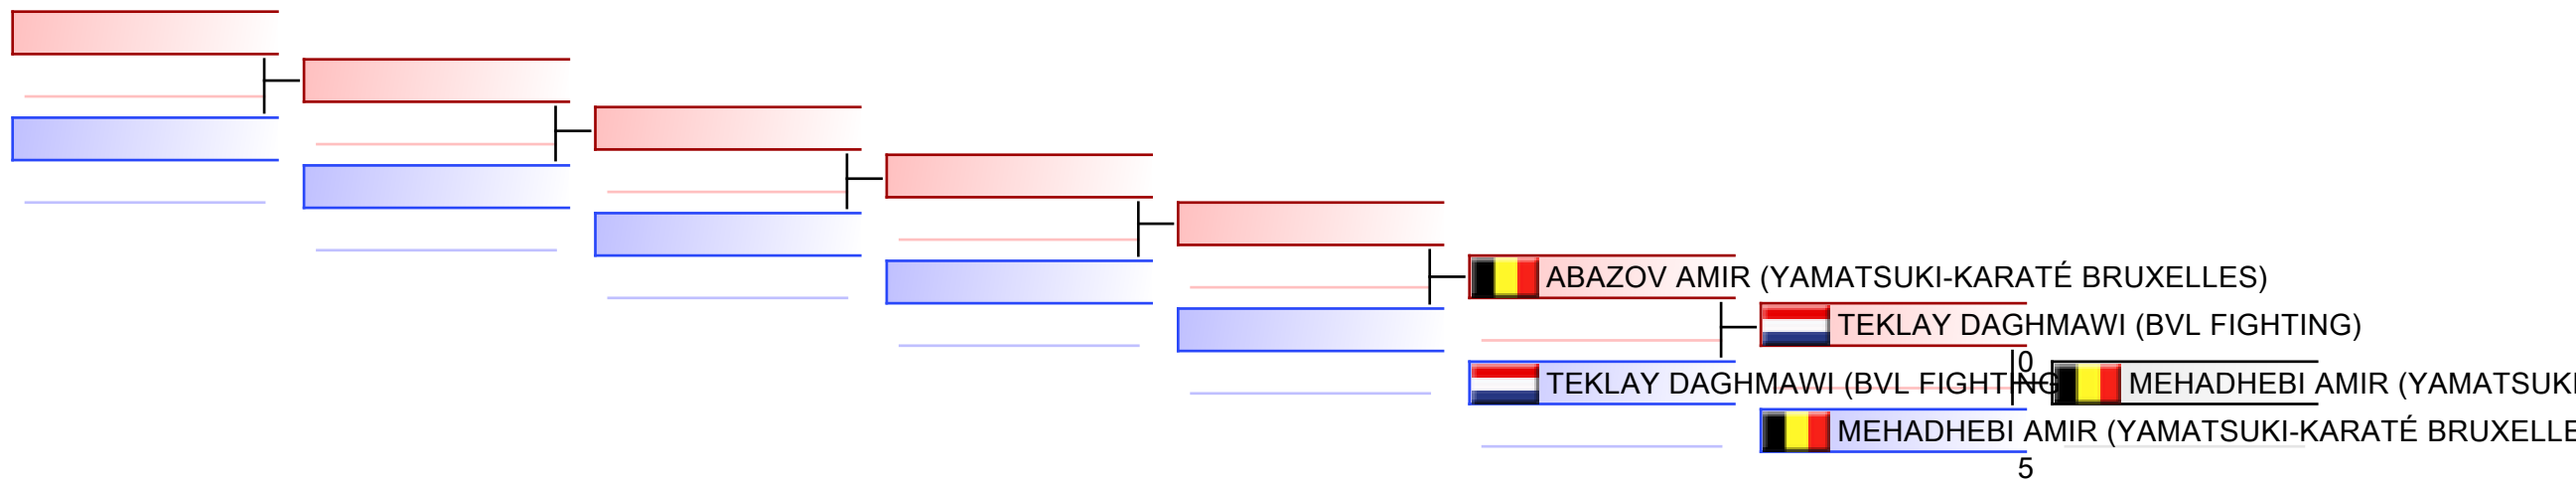 ABAZOV AMIR (YAMATSUKI-KARATÉ BRUXELLES)
TEKLAY DAGHMAWI (BVL FIGHTING)
0
TEKLAY DAGHMAWI (BVL FIGHTING
MEHADHEBI AMIR (YAMATSUKI
MEHADHEBI AMIR (YAMATSUKI-KARATÉ BRUXELLE
5